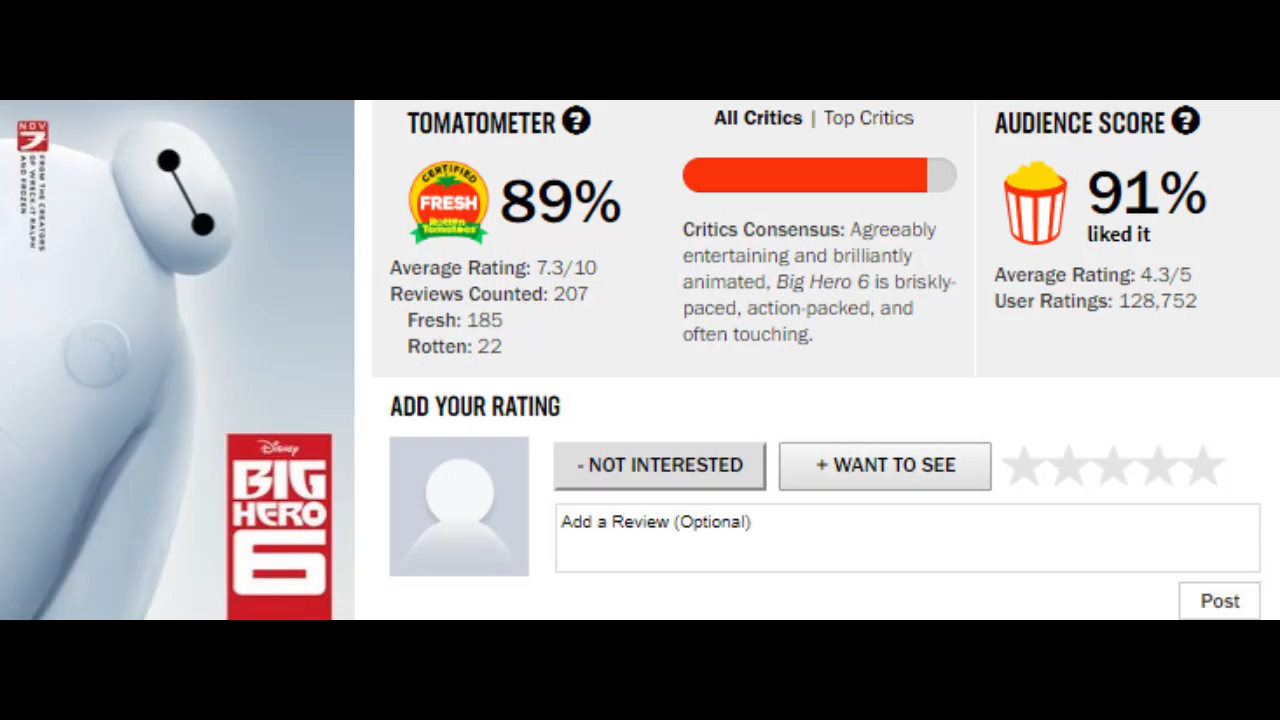 NOV
7
FROM THE CREATORS
OF WRECK-IT RALPH
AND FROZEN
Disney
BIG
HERO
6
TOMATOMETER ?
CERTIFIED
FRESH
Rotten
Tomatoes
89%
Average Rating: 7.3/10
Reviews Counted: 207
Fresh: 185
Rotten: 22
All Critics | Top Critics
Critics Consensus: Agreeably
entertaining and brilliantly
animated, Big Hero 6 is briskly-
paced, action-packed, and
often touching.
AUDIENCE SCORE ?
91%
liked it
Average Rating: 4.3/5
User Ratings: 128,752
ADD YOUR RATING
- NOT INTERESTED
+ WANT TO SEE
Add a Review (Optional)
Post